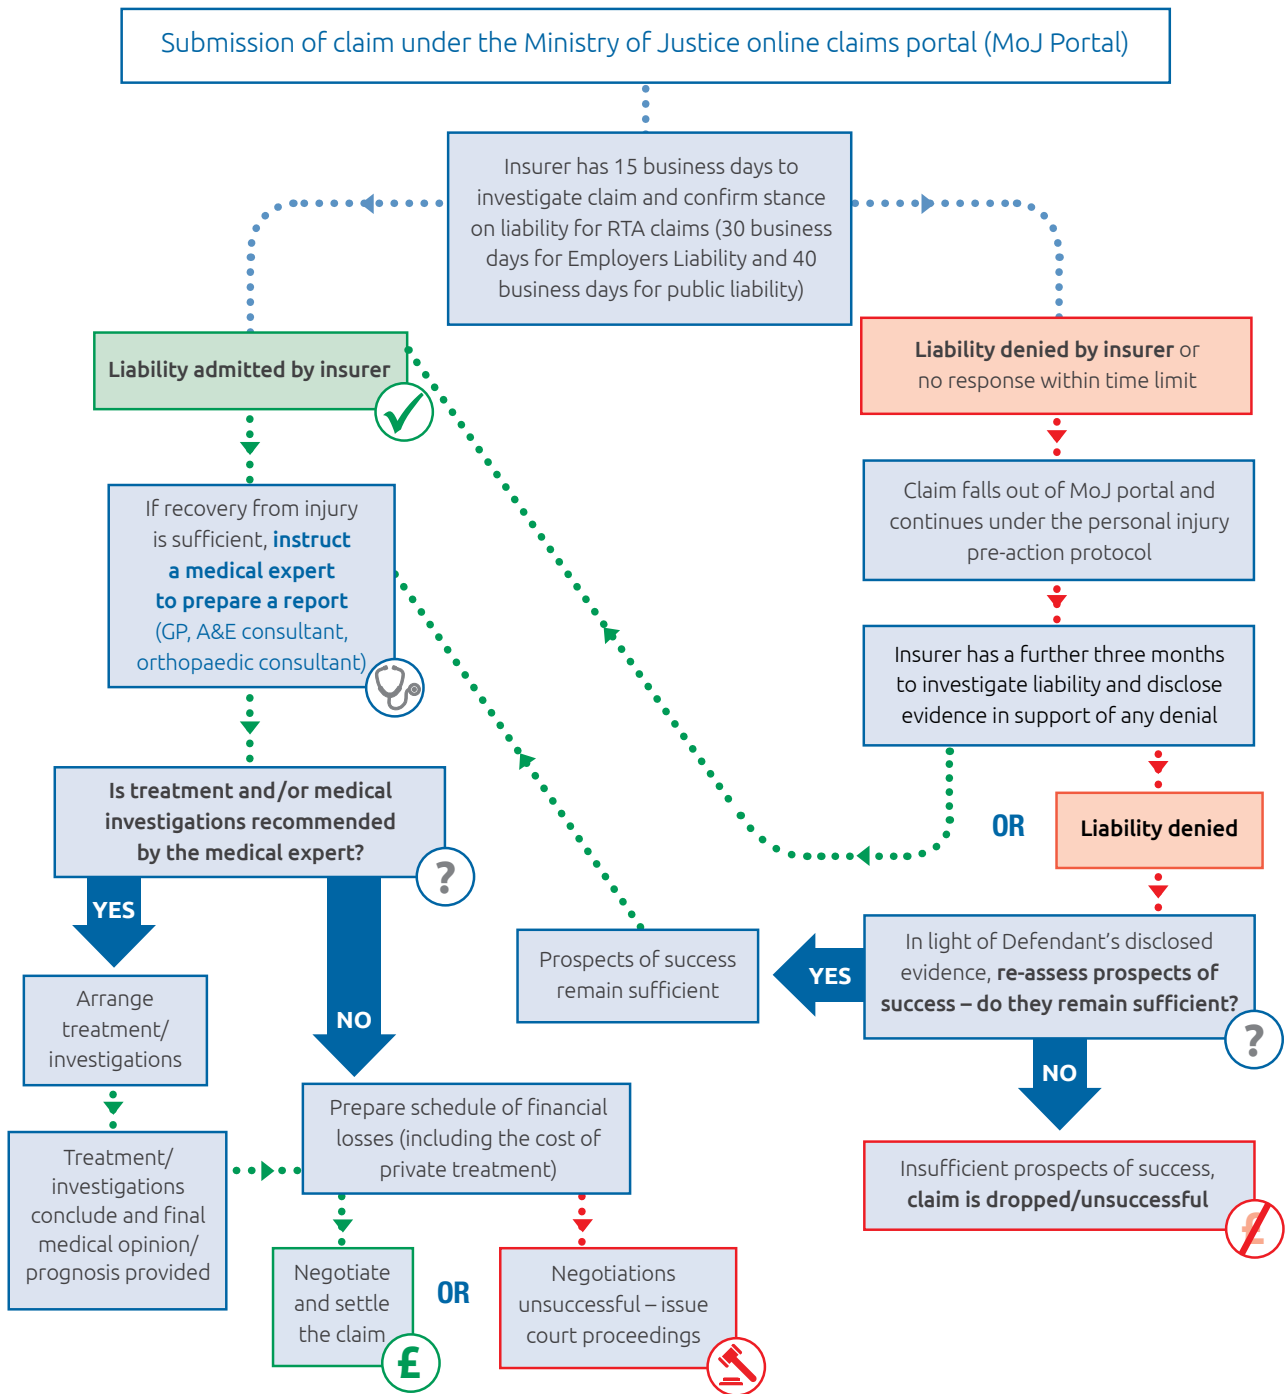 Submission of claim under the Ministry of Justice online claims portal (MoJ Portal)
Insurer has 15 business days to
investigate claim and confirm stance
on liability for RTA claims (30 business
days for Employers Liability and 40
business days for public liability)
Liability admitted by insurer
Liability denied by insurer or
no response within time limit
If recovery from injury
is sufficient, instruct
a medical expert
to prepare a report
(GP, A&E consultant,
orthopaedic consultant)
Claim falls out of MoJ portal and
continues under the personal injury
pre-action protocol
Insurer has a further three months
to investigate liability and disclose
evidence in support of any denial
Is treatment and/or medical
investigations recommended
by the medical expert?
?
OR
Liability denied
YES
NO
Prospects of success
remain sufficient
YES
In light of Defendant's disclosed
evidence, re-assess prospects of
success – do they remain sufficient?
?
NO
Arrange
treatment/
investigations
Treatment/
investigations
conclude and final
medical opinion/
prognosis provided
Prepare schedule of financial
losses (including the cost of
private treatment)
Insufficient prospects of success,
claim is dropped/unsuccessful
£
Negotiate
and settle
the claim
£
OR
Negotiations
unsuccessful – issue
court proceedings